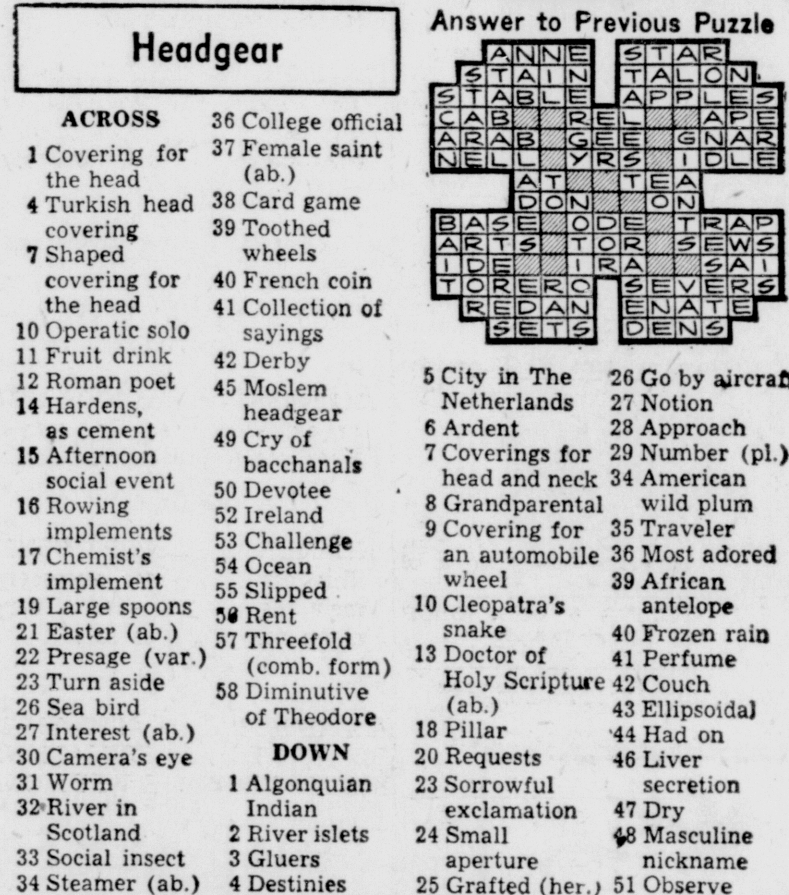 Headgear
ACROSS
1 Covering for
the head
4 Turkish head
covering
7 Shaped
covering for
the head
10 Operatic solo
11 Fruit drink
12 Roman poet
14 Hardens,
as cement
15 Afternoon
social event
16 Rowing
implements
17 Chemist's
implement
19 Large spoons
21 Easter (ab.)
22 Presage (var.)
23 Turn aside
26 Sea bird
27 Interest (ab.)
30 Camera's eye
31 Worm
32 River in
Scotland
33 Social insect
34 Steamer (ab.)
36 College official
37 Female saint
(ab.)
38 Card game
39 Toothed
wheels
40 French coin
41 Collection of
sayings
42 Derby
45 Moslem
headgear
49 Cry of
bacchanals
50 Devotee
52 Ireland
53 Challenge
54 Ocean
55 Slipped
56 Rent
57 Threefold
(comb. form)
58 Diminutive
of Theodore
DOWN
1 Algonquian
Indian
2 River islets
3 Gluers
4 Destinies
Answer to Previous Puzzle
ANNE STAR
STAIN TALON
STABLE APPLES
CAB REL APE
ARAB GEE GNAR
NELL YRS IDLE
AT TEA
DON ON
BASE ODE TRAP
ARTS TOR SEWS
IDE IRA SAI
TORERO SEVERS
REDAN ENATE
SETS DENS
5 City in The
Netherlands
6 Ardent
7 Coverings for
head and neck
8 Grandparental
9 Covering for
an automobile
wheel
10 Cleopatra's
snake
13 Doctor of
Holy Scripture
(ab.)
18 Pillar
20 Requests
23 Sorrowful
exclamation
24 Small
aperture
25 Grafted (her.)
26 Go by aircraft
27 Notion
28 Approach
29 Number (pl.)
34 American
wild plum
35 Traveler
36 Most adored
39 African
antelope
40 Frozen rain
41 Perfume
42 Couch
43 Ellipsoidal
44 Had on
46 Liver
secretion
47 Dry
48 Masculine
nickname
51 Observe